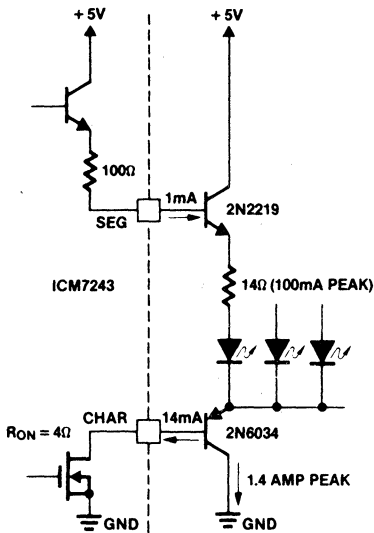 + 5V
+ 5V
100Ω
1mA
2N2219
SEG
14Ω (100mA PEAK)
ICM7243
CHAR
14mA
2N6034
RON = 4Ω
1.4 AMP PEAK
GND
GND